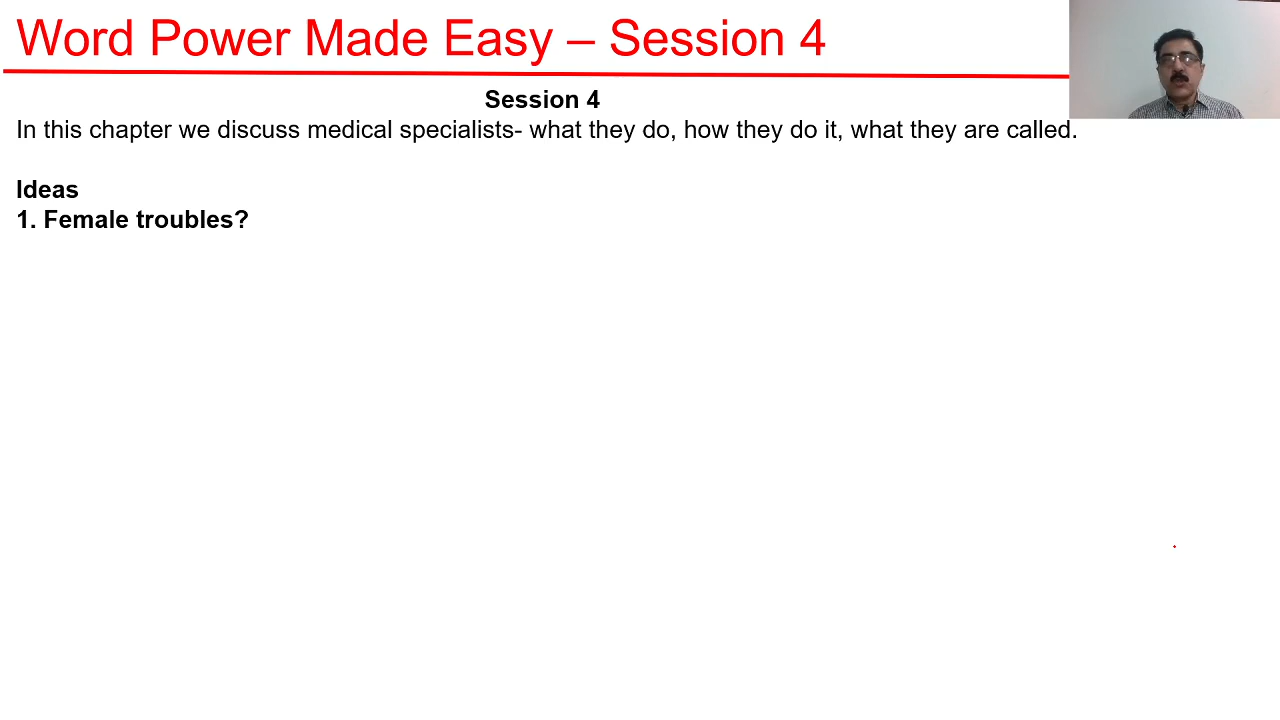 Word Power Made Easy – Session 4
Session 4
In this chapter we discuss medical specialists- what they do, how they do it, what they are called.
Ideas
1. Female troubles?